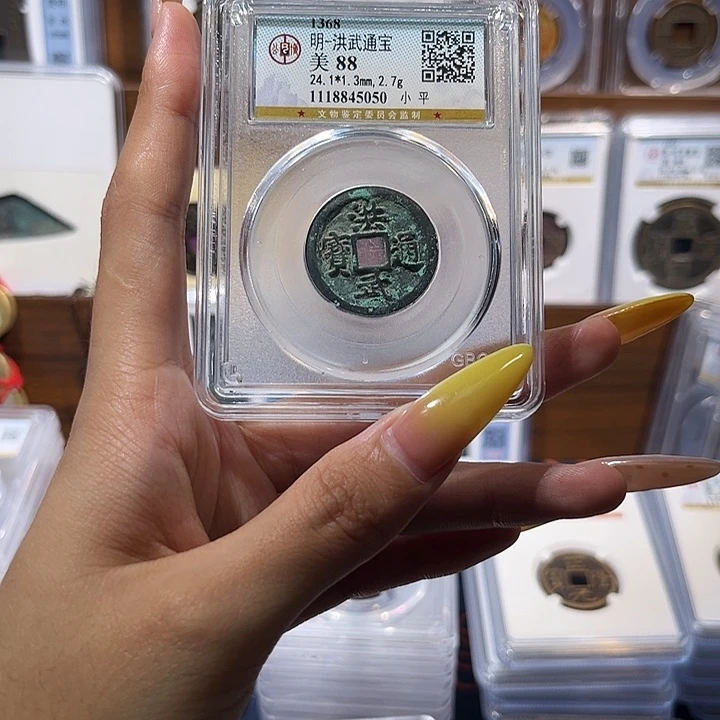 1368
明-洪武通宝
美 88
24.1*1.3mm, 2.7g
1118845050 小 平
★ 文物鉴定委员会监制 ★
洪
寶 通
武